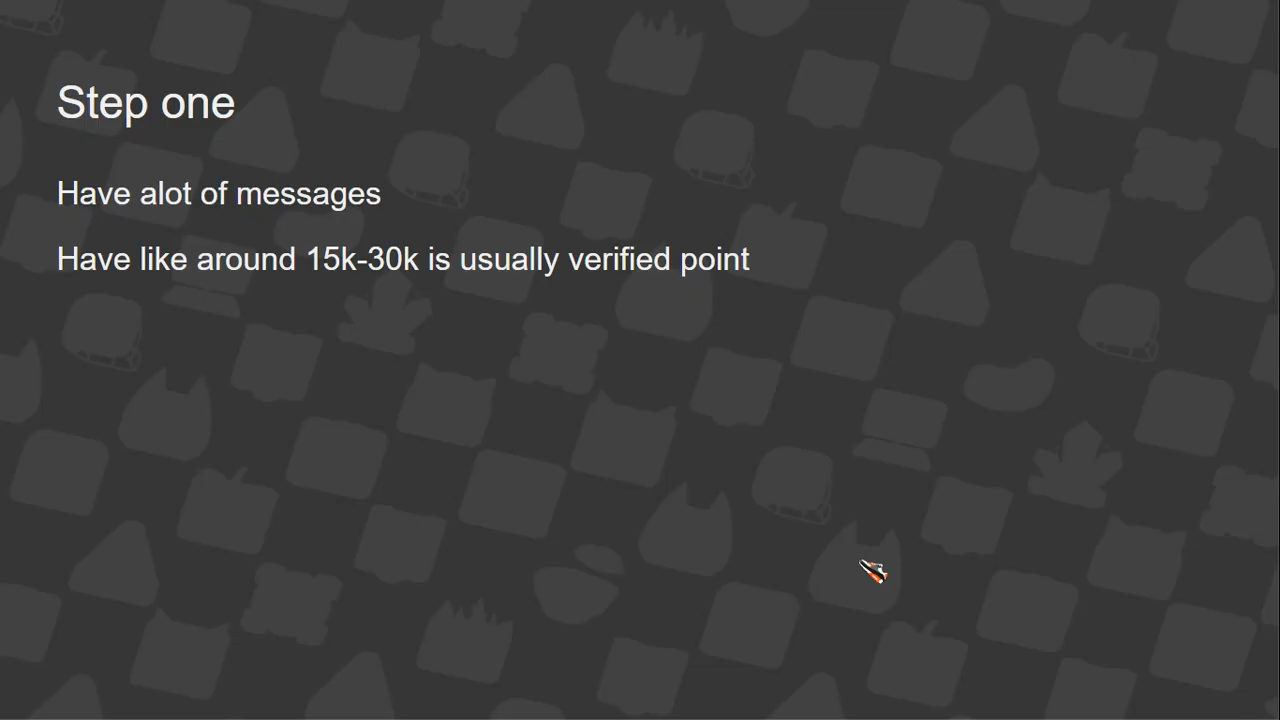 Step one
Have alot of messages
Have like around 15k-30k is usually verified point